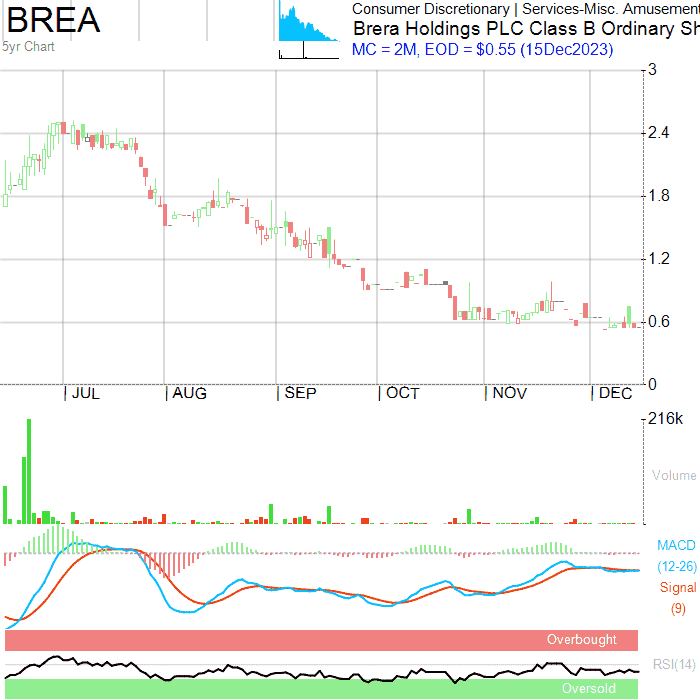 BREA
5yr Chart
Consumer Discretionary | Services-Misc. Amusement
Brera Holdings PLC Class B Ordinary Sh
MC = 2M, EOD = $0.55 (15Dec2023)
3
2.4
1.8
1.2
0.6
0
| JUL | AUG | SEP | OCT | NOV | DEC
216k
Volume
MACD
(12-26)
Signal
(9)
Overbought
RSI(14)
Oversold